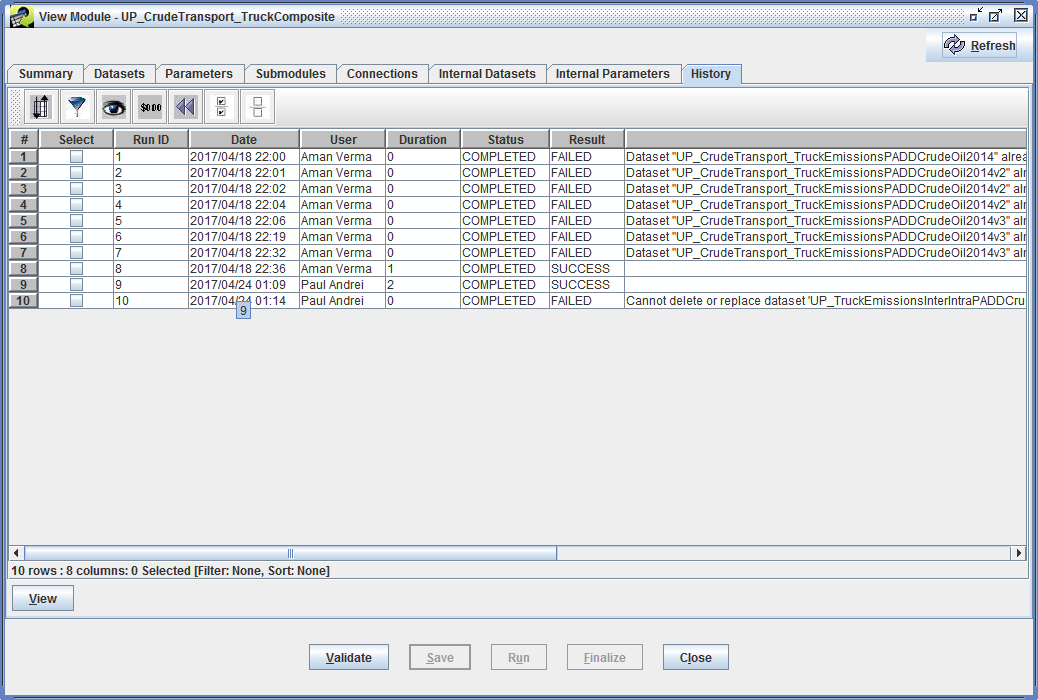 View Module - UP_CrudeTransport_TruckComposite
Refresh
Summary Datasets Parameters Submodules Connections Internal Datasets Internal Parameters History
$0.00
# Select Run ID Date User Duration Status Result
1 1 2017/04/18 22:00 Aman Verma 0 COMPLETED FAILED Dataset "UP_CrudeTransport_TruckEmissionsPADDCrudeOil2014" alrea
2 2 2017/04/18 22:01 Aman Verma 0 COMPLETED FAILED Dataset "UP_CrudeTransport_TruckEmissionsPADDCrudeOil2014v2" alr
3 3 2017/04/18 22:02 Aman Verma 0 COMPLETED FAILED Dataset "UP_CrudeTransport_TruckEmissionsPADDCrudeOil2014v2" alr
4 4 2017/04/18 22:04 Aman Verma 0 COMPLETED FAILED Dataset "UP_CrudeTransport_TruckEmissionsPADDCrudeOil2014v2" alr
5 5 2017/04/18 22:06 Aman Verma 0 COMPLETED FAILED Dataset "UP_CrudeTransport_TruckEmissionsPADDCrudeOil2014v3" alr
6 6 2017/04/18 22:19 Aman Verma 0 COMPLETED FAILED Dataset "UP_CrudeTransport_TruckEmissionsPADDCrudeOil2014v3" alr
7 7 2017/04/18 22:32 Aman Verma 0 COMPLETED FAILED Dataset "UP_CrudeTransport_TruckEmissionsPADDCrudeOil2014v3" alr
8 8 2017/04/18 22:36 Aman Verma 1 COMPLETED SUCCESS
9 9 2017/04/24 01:09 Paul Andrei 2 COMPLETED SUCCESS
10 10 2017/04/24 01:14 Paul Andrei 0 COMPLETED FAILED Cannot delete or replace dataset 'UP_TruckEmissionsInterIntraPADDCru
9
10 rows : 8 columns: 0 Selected [Filter: None, Sort: None]
View
Validate Save Run Finalize Close